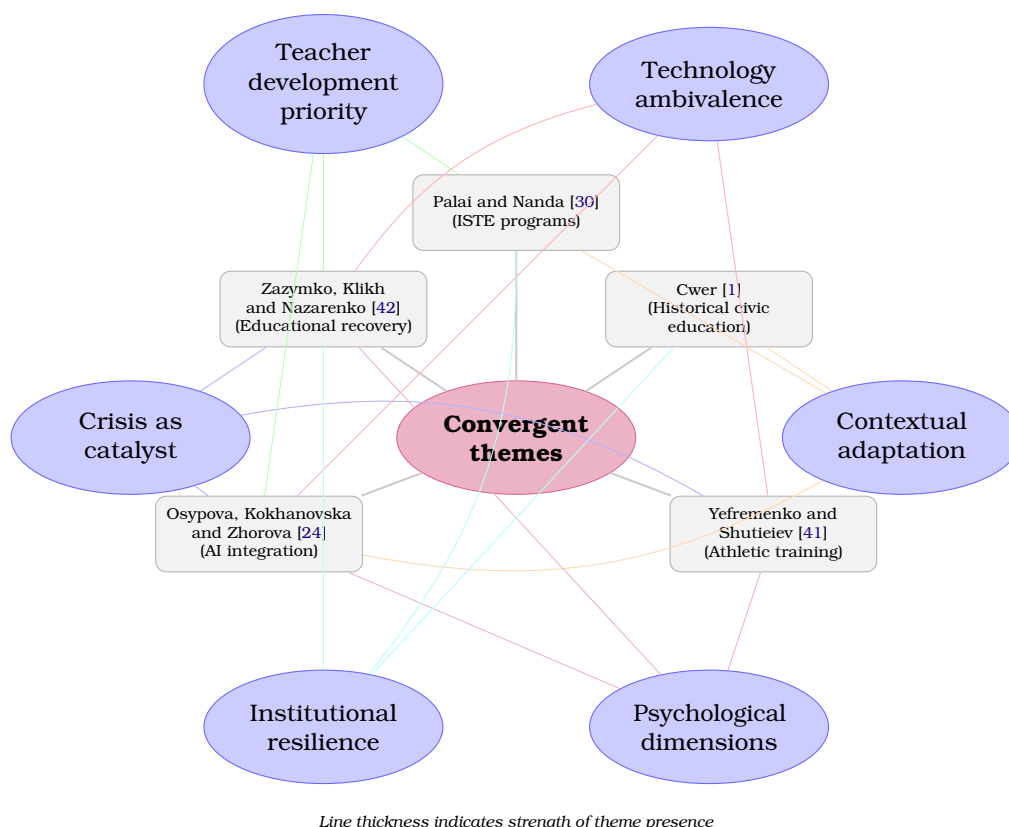 Teacher
development
priority
Technology
ambivalence
Palai and Nanda [30]
(ISTE programs)
Zazymko, Klikh
and Nazarenko [42]
(Educational recovery)
Cwer [1]
(Historical civic
education)
Crisis as
catalyst
Convergent
themes
Contextual
adaptation
Osypova, Kokhanovska
and Zhorova [24]
(AI integration)
Yefremenko and
Shutieiev [41]
(Athletic training)
Institutional
resilience
Psychological
dimensions
Line thickness indicates strength of theme presence